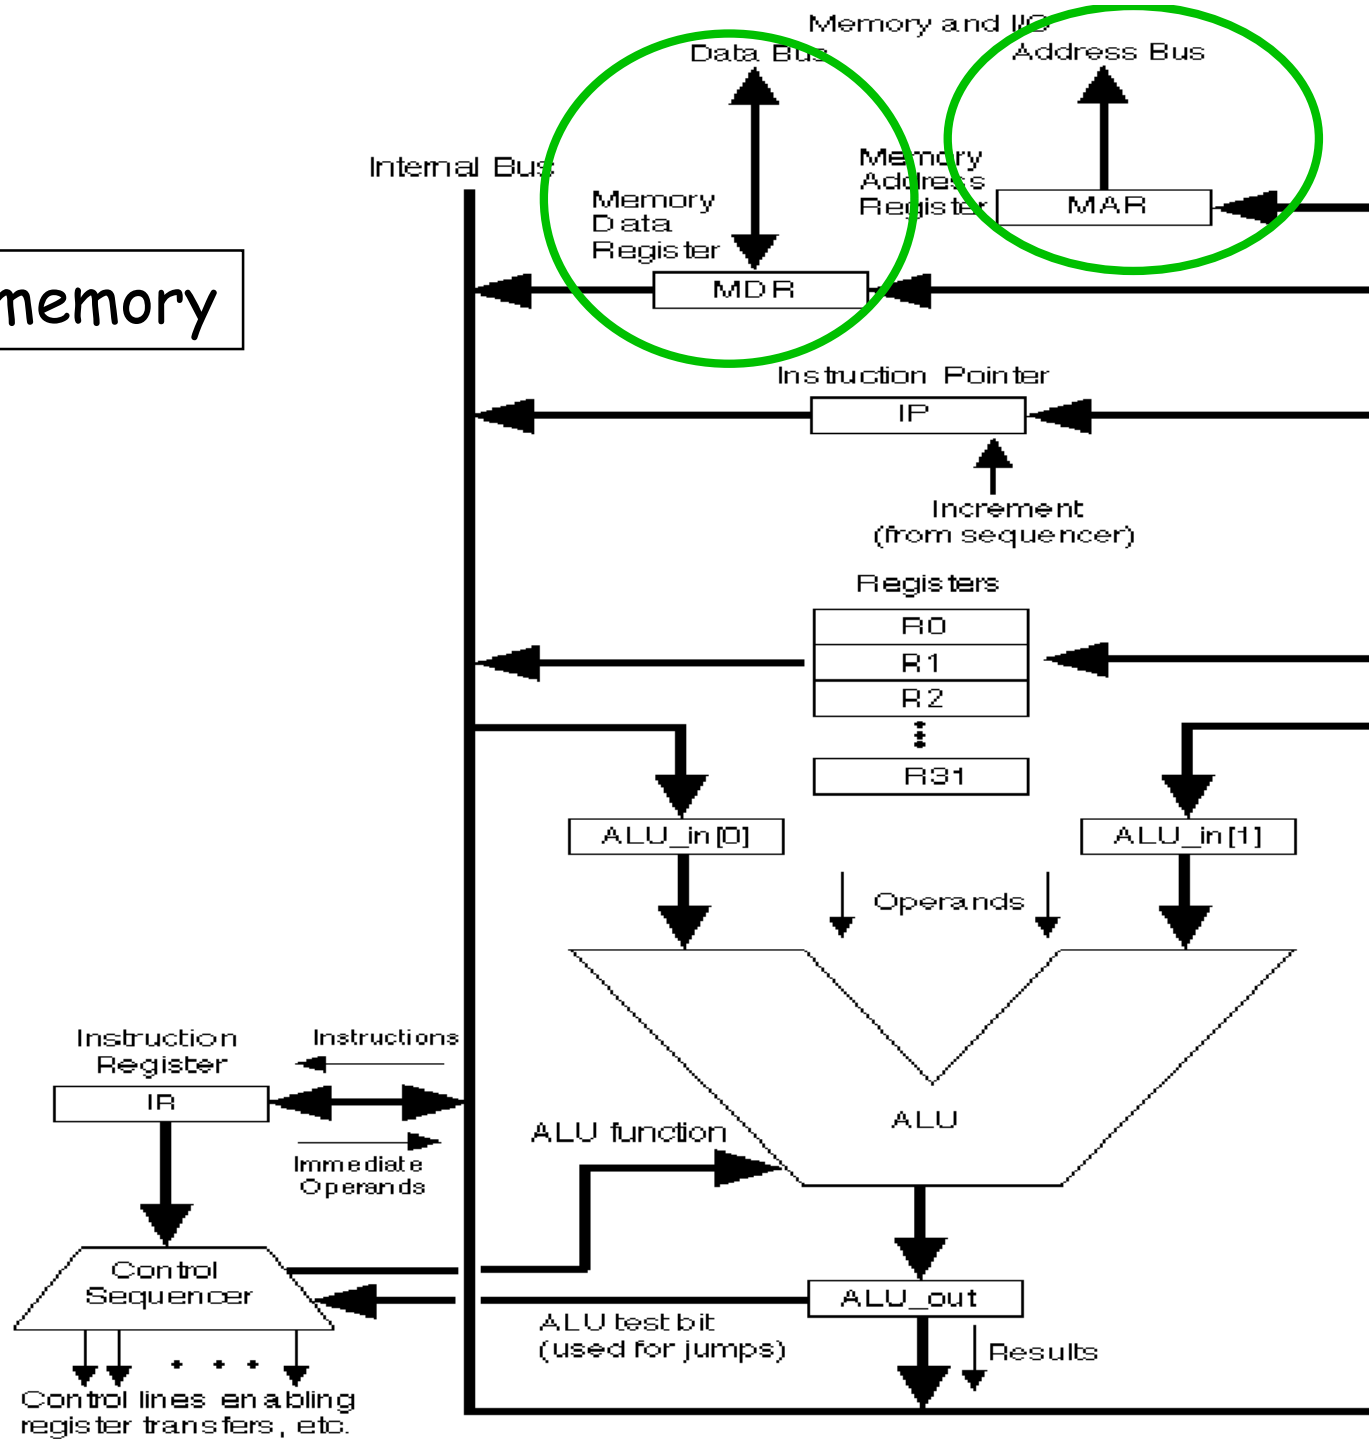 Memory and I/O
Data Bus
Address Bus
Internal Bus
Memory
Address
Register
MAR
Memory
Data
Register
MDR
memory
Instruction Pointer
IP
Increment
(from sequencer)
Registers
R0
R1
R2
R31
ALU_in[0]
ALU_in[1]
Operands
Instruction
Register
Instructions
IR
ALU
ALU function
Immediate
Operands
Control
Sequencer
ALU_out
ALU test bit
(used for jumps)
Results
Control lines enabling
register transfers, etc.